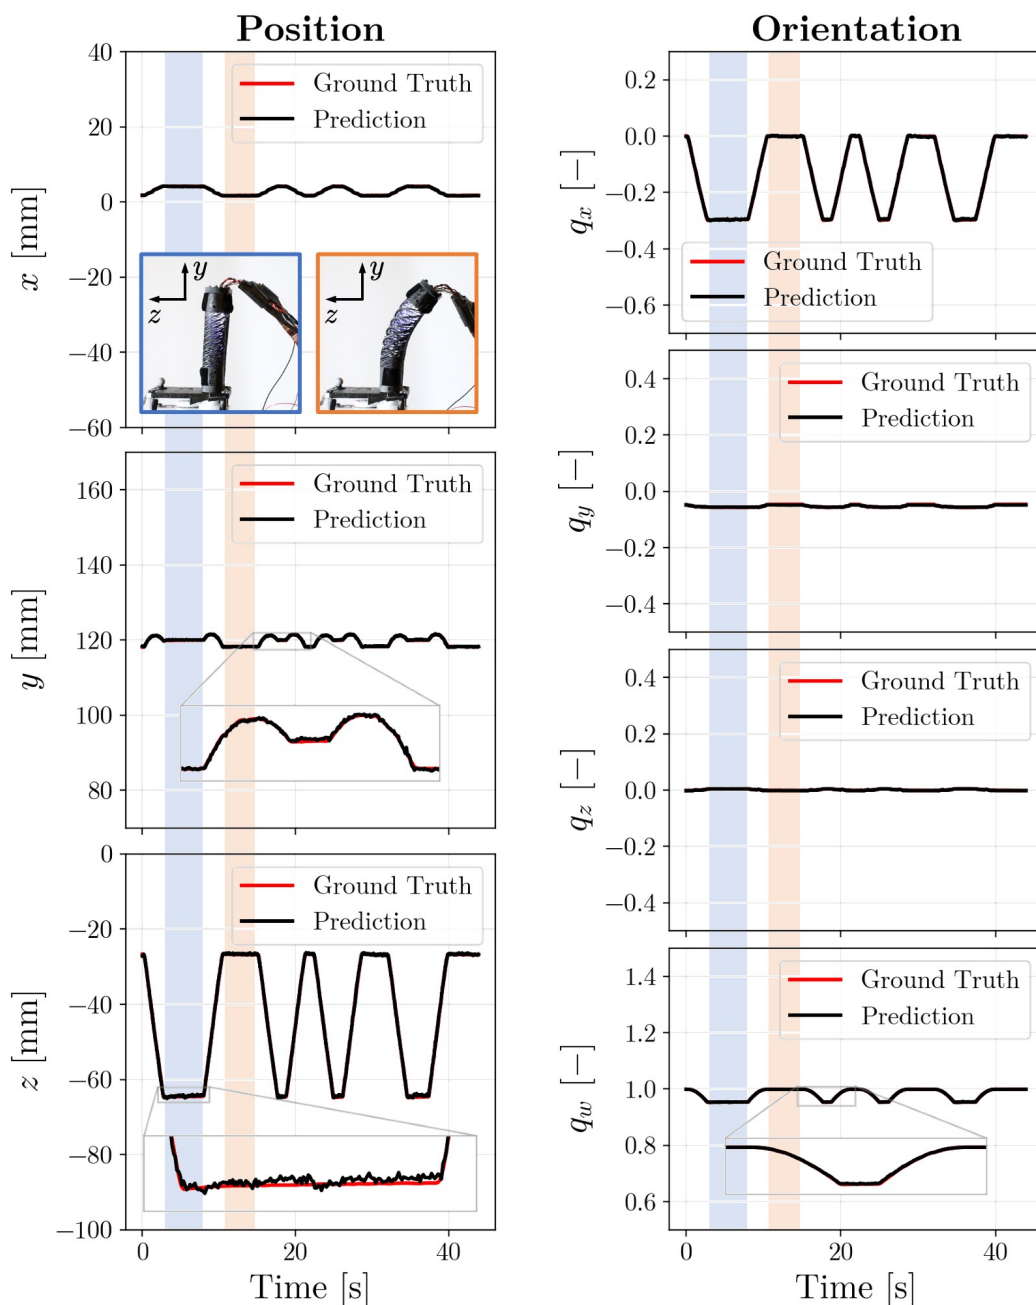 Position
Orientation
40
20
0
−20
−40
−60
x [mm]
Ground Truth
Prediction
y
z
y
z
160
140
120
100
80
y [mm]
Ground Truth
Prediction
0
−20
−40
−60
−80
−100
z [mm]
Ground Truth
Prediction
0
20
40
Time [s]
0.2
0.0
−0.2
−0.4
−0.6
q_x [−]
Ground Truth
Prediction
0.4
0.2
−0.0
−0.2
−0.4
q_y [−]
Ground Truth
Prediction
0.4
0.2
0.0
−0.2
−0.4
q_z [−]
Ground Truth
Prediction
1.4
1.2
1.0
0.8
0.6
q_w [−]
Ground Truth
Prediction
0
20
40
Time [s]